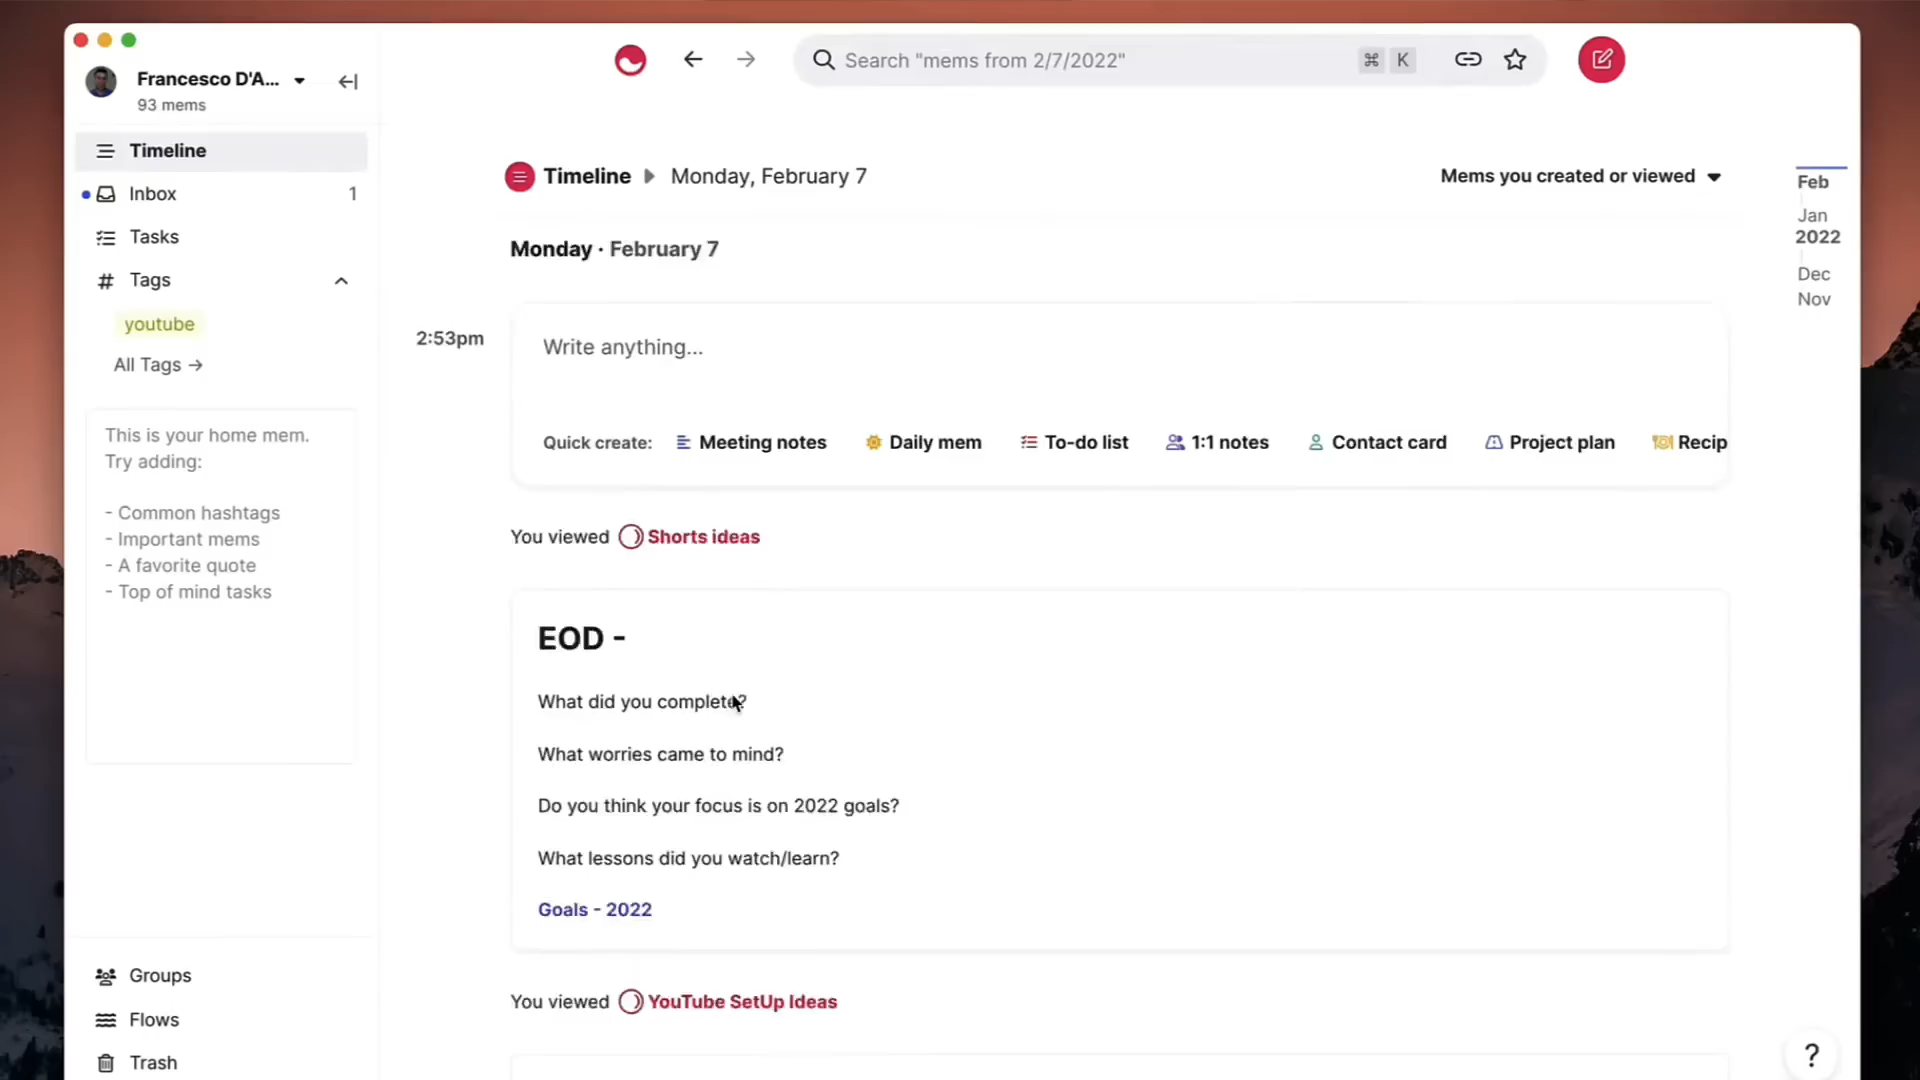 Francesco D'A...
93 mems
Search "mems from 2/7/2022"
⌘ K
Timeline
Inbox 1
Tasks
Tags
youtube
All Tags →
This is your home mem.
Try adding:
- Common hashtags
- Important mems
- A favorite quote
- Top of mind tasks
Groups
Flows
Trash
Timeline Monday, February 7
Mems you created or viewed
Monday · February 7
2:53pm
Write anything...
Quick create: Meeting notes Daily mem To-do list 1:1 notes Contact card Project plan Recip
You viewed Shorts ideas
EOD -
What did you complete?
What worries came to mind?
Do you think your focus is on 2022 goals?
What lessons did you watch/learn?
Goals - 2022
You viewed YouTube SetUp Ideas
Feb
Jan
2022
Dec
Nov
?